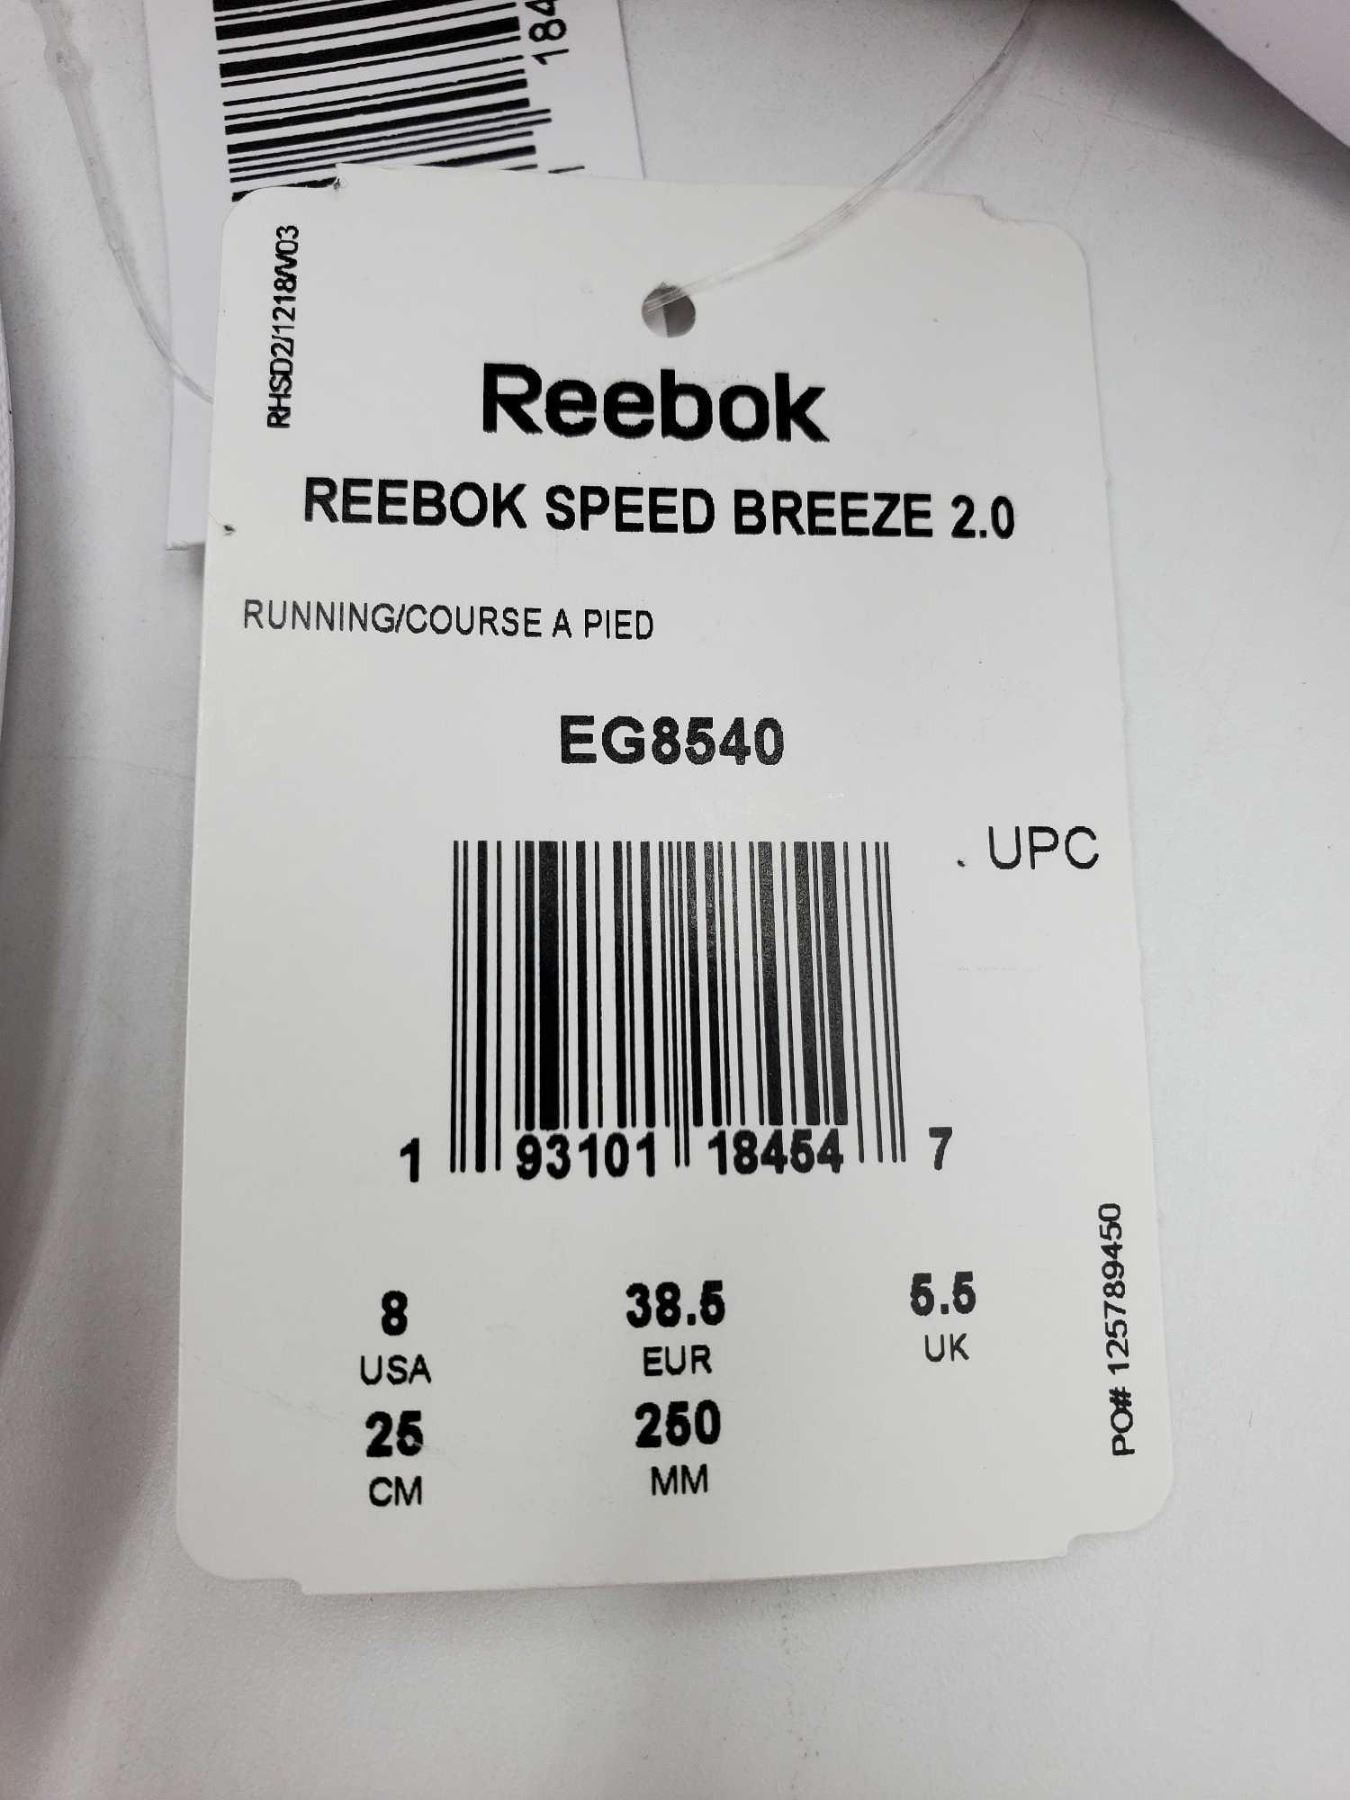 184
RHSD2/1218/V03
Reebok
REEBOK SPEED BREEZE 2.0
RUNNING/COURSE A PIED
EG8540
UPC
1 93101 18454 7
8 38.5 5.5
USA EUR UK
25 250
CM MM
PO# 125789450